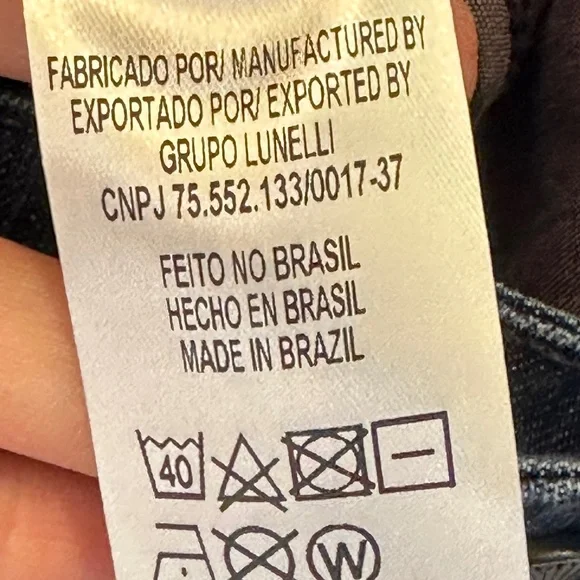 FABRICADO POR/ MANUFACTURED BY
EXPORTADO POR/ EXPORTED BY
GRUPO LUNELLI
CNPJ 75.552.133/0017-37
FEITO NO BRASIL
HECHO EN BRASIL
MADE IN BRAZIL
40
W